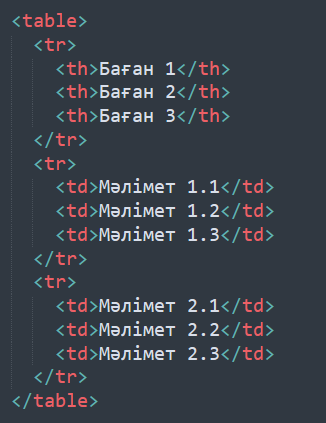 <table>
<tr>
<th>Баған 1</th>
<th>Баған 2</th>
<th>Баған 3</th>
</tr>
<tr>
<td>Мәлімет 1.1</td>
<td>Мәлімет 1.2</td>
<td>Мәлімет 1.3</td>
</tr>
<tr>
<td>Мәлімет 2.1</td>
<td>Мәлімет 2.2</td>
<td>Мәлімет 2.3</td>
</tr>
</table>